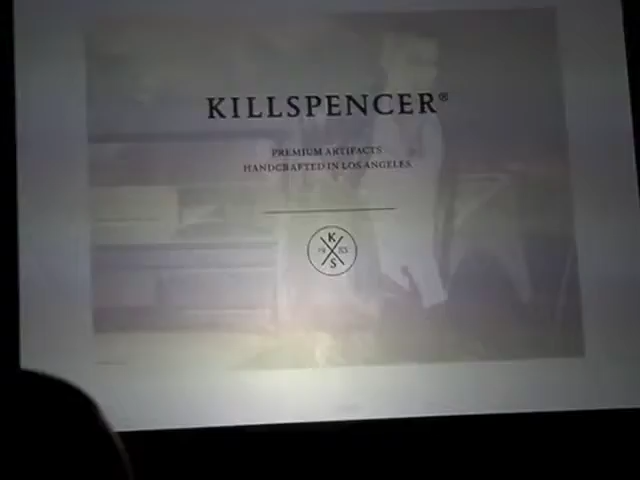 KILLSPENCER®
PREMIUM ARTIFACTS
HANDCRAFTED IN LOS ANGELES
K
S